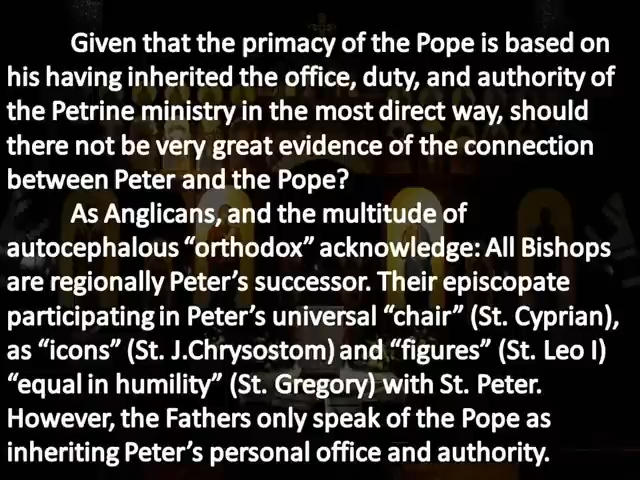 Given that the primacy of the Pope is based on
his having inherited the office, duty, and authority of
the Petrine ministry in the most direct way, should
there not be very great evidence of the connection
between Peter and the Pope?
As Anglicans, and the multitude of
autocephalous “orthodox” acknowledge: All Bishops
are regionally Peter’s successor. Their episcopate
participating in Peter’s universal “chair” (St. Cyprian),
as “icons” (St. J.Chrysostom) and “figures” (St. Leo I)
“equal in humility” (St. Gregory) with St. Peter.
However, the Fathers only speak of the Pope as
inheriting Peter’s personal office and authority.